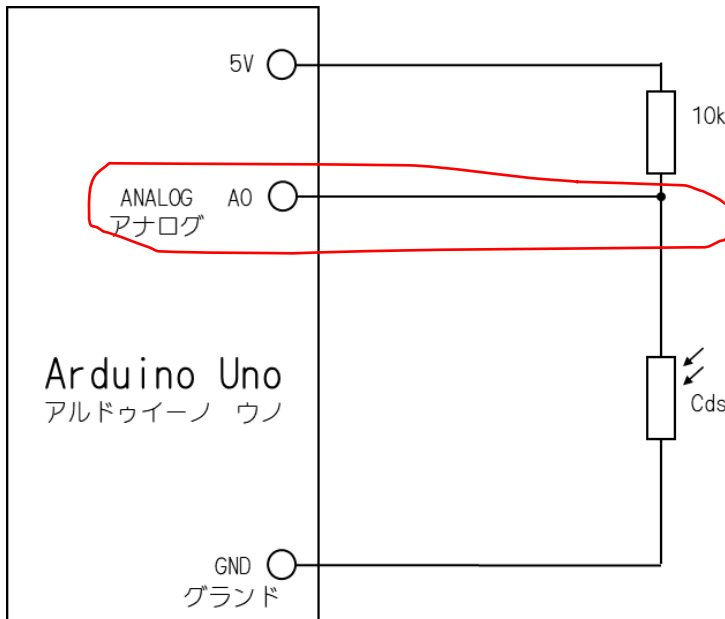 5V
10k
ANALOG A0
アナログ
Arduino Uno
アルドゥイーノ ウノ
Cds
GND
グランド